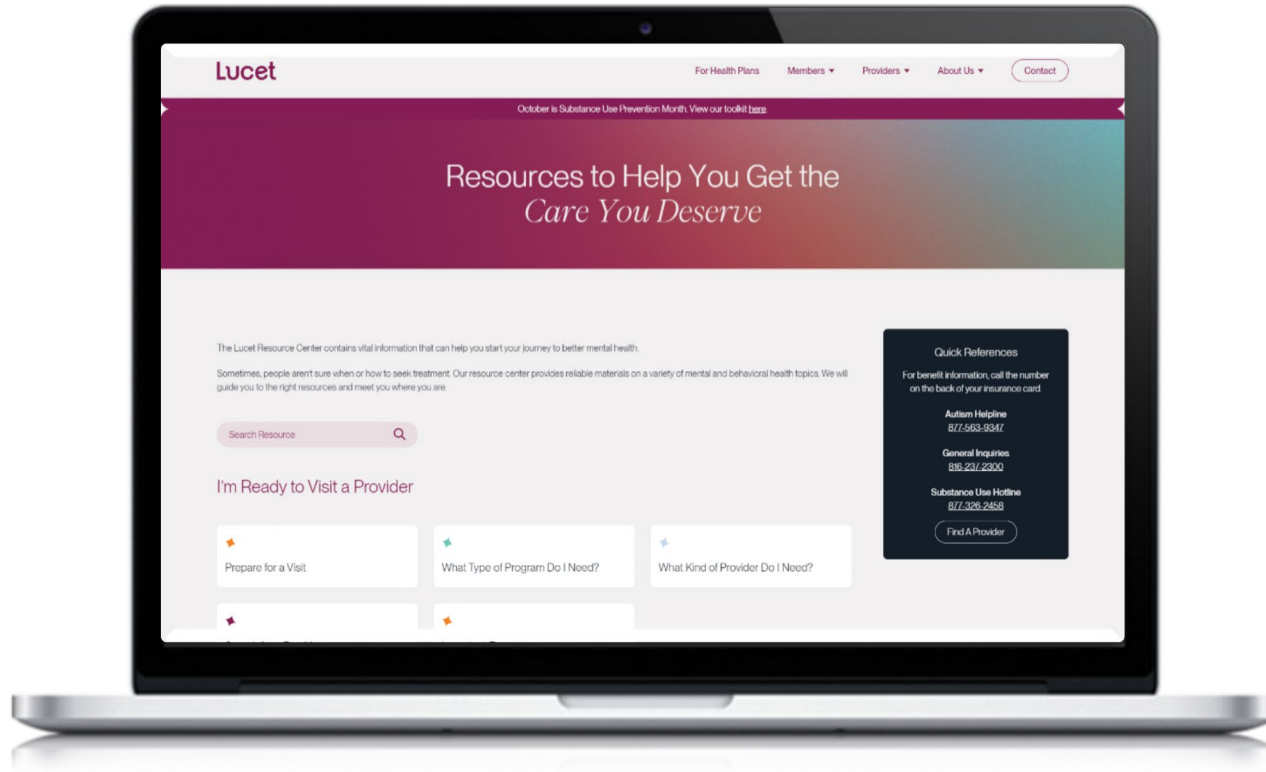 Lucet
For Health Plans
Members
Providers
About Us
Contact
October is Substance Use Prevention Month. View our toolkit here.
Resources to Help You Get the
Care You Deserve
The Lucet Resource Center contains vital information that can help you start your journey to better mental health.
Sometimes, people aren't sure when or how to seek treatment. Our resource center provides reliable materials on a variety of mental and behavioral health topics. We will
guide you to the right resources and meet you where you are.
Search Resource
I'm Ready to Visit a Provider
Prepare for a Visit
What Type of Program Do I Need?
What Kind of Provider Do I Need?
Quick References
For benefit information, call the number
on the back of your insurance card.
Autism Helpline
877-563-9347
General Inquiries
816-237-2300
Substance Use Hotline
877-326-2458
Find A Provider